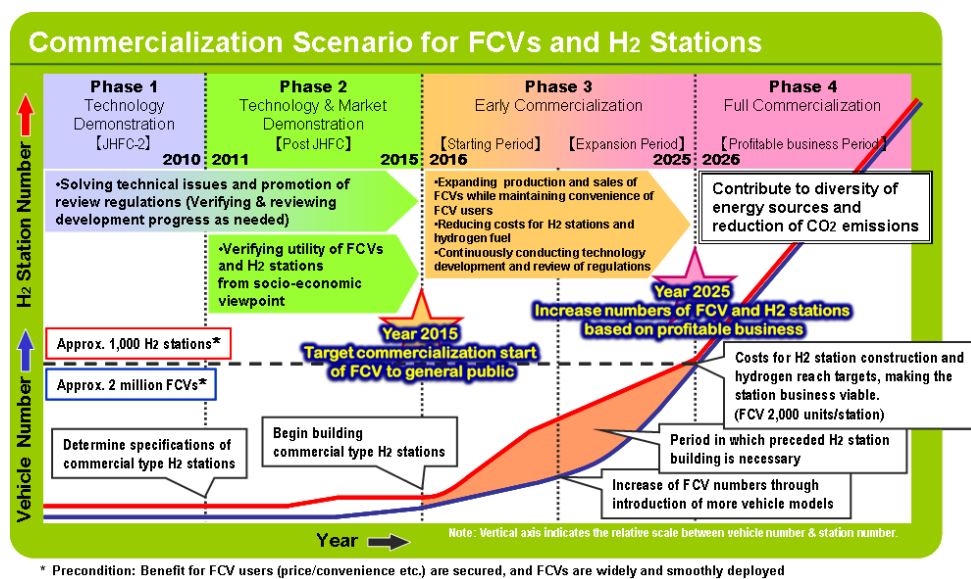 Commercialization Scenario for FCVs and H2 Stations
Phase 1
Technology
Demonstration
【JHFC-2】
2010
Phase 2
Technology & Market
Demonstration
【Post JHFC】
2011
2015
Phase 3
Early Commercialization
【Starting Period】
【Expansion Period】
2016
2025
Phase 4
Full Commercialization
【Profitable business Period】
2026
•Solving technical issues and promotion of
review regulations (Verifying & reviewing
development progress as needed)
•Verifying utility of FCVs
and H2 stations
from socio-economic
viewpoint
•Expanding production and sales of
FCVs while maintaining convenience of
FCV users
•Reducing costs for H2 stations and
hydrogen fuel
•Continuously conducting technology
development and review of regulations
Contribute to diversity of
energy sources and
reduction of CO2 emissions
Year 2015
Target commercialization start
of FCV to general public
Year 2025
Increase numbers of FCV and H2 stations
based on profitable business
H2 Station Number
Vehicle Number
Approx. 1,000 H2 stations*
Approx. 2 million FCVs*
Determine specifications of
commercial type H2 stations
Begin building
commercial type H2 stations
Costs for H2 station construction and
hydrogen reach targets, making the
station business viable.
(FCV 2,000 units/station)
Period in which preceded H2 station
building is necessary
Increase of FCV numbers through
introduction of more vehicle models
Note: Vertical axis indicates the relative scale between vehicle number & station number.
Year
* Precondition: Benefit for FCV users (price/convenience etc.) are secured, and FCVs are widely and smoothly deployed